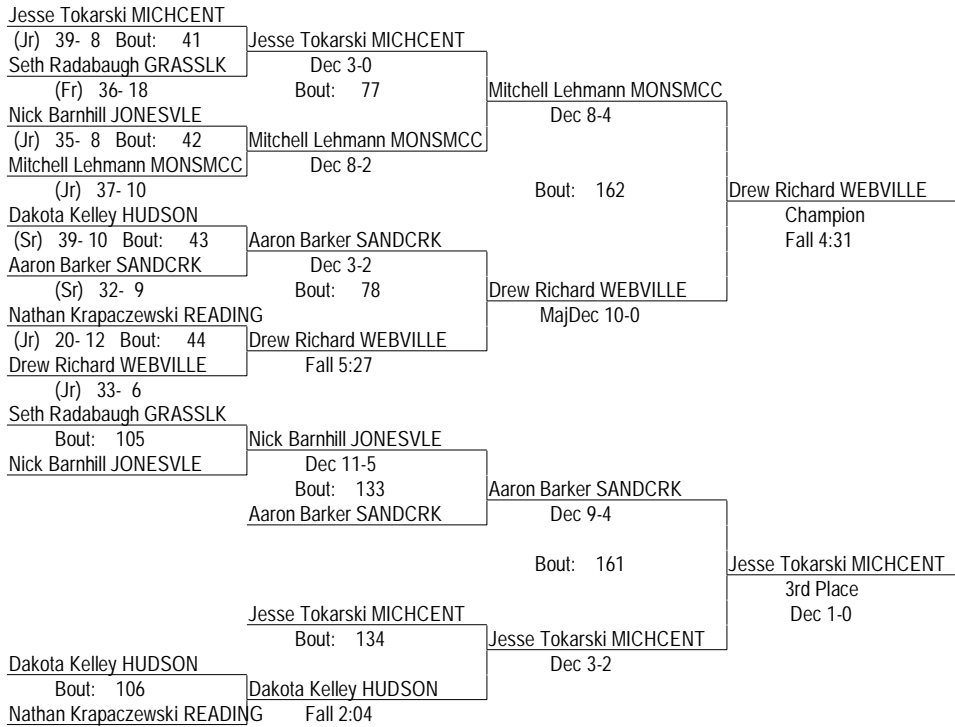 Jesse Tokarski MICHCENT
(Jr) 39- 8 Bout: 41 Jesse Tokarski MICHCENT
Seth Radabaugh GRASSLK Dec 3-0
(Fr) 36- 18 Bout: 77 Mitchell Lehmann MONSMCC
Nick Barnhill JONESVLE Dec 8-4
(Jr) 35- 8 Bout: 42 Mitchell Lehmann MONSMCC
Mitchell Lehmann MONSMCC Dec 8-2
(Jr) 37- 10 Bout: 162 Drew Richard WEBVILLE
Dakota Kelley HUDSON Champion
(Sr) 39- 10 Bout: 43 Aaron Barker SANDCRK Fall 4:31
Aaron Barker SANDCRK Dec 3-2
(Sr) 32- 9 Bout: 78 Drew Richard WEBVILLE
Nathan Krapaczewski READING MajDec 10-0
(Jr) 20- 12 Bout: 44 Drew Richard WEBVILLE
Drew Richard WEBVILLE Fall 5:27
(Jr) 33- 6
Seth Radabaugh GRASSLK
Bout: 105 Nick Barnhill JONESVLE
Nick Barnhill JONESVLE Dec 11-5
Bout: 133 Aaron Barker SANDCRK
Aaron Barker SANDCRK Dec 9-4
Bout: 161 Jesse Tokarski MICHCENT
3rd Place
Jesse Tokarski MICHCENT Dec 1-0
Bout: 134 Jesse Tokarski MICHCENT
Dakota Kelley HUDSON Dec 3-2
Bout: 106 Dakota Kelley HUDSON
Nathan Krapaczewski READING Fall 2:04